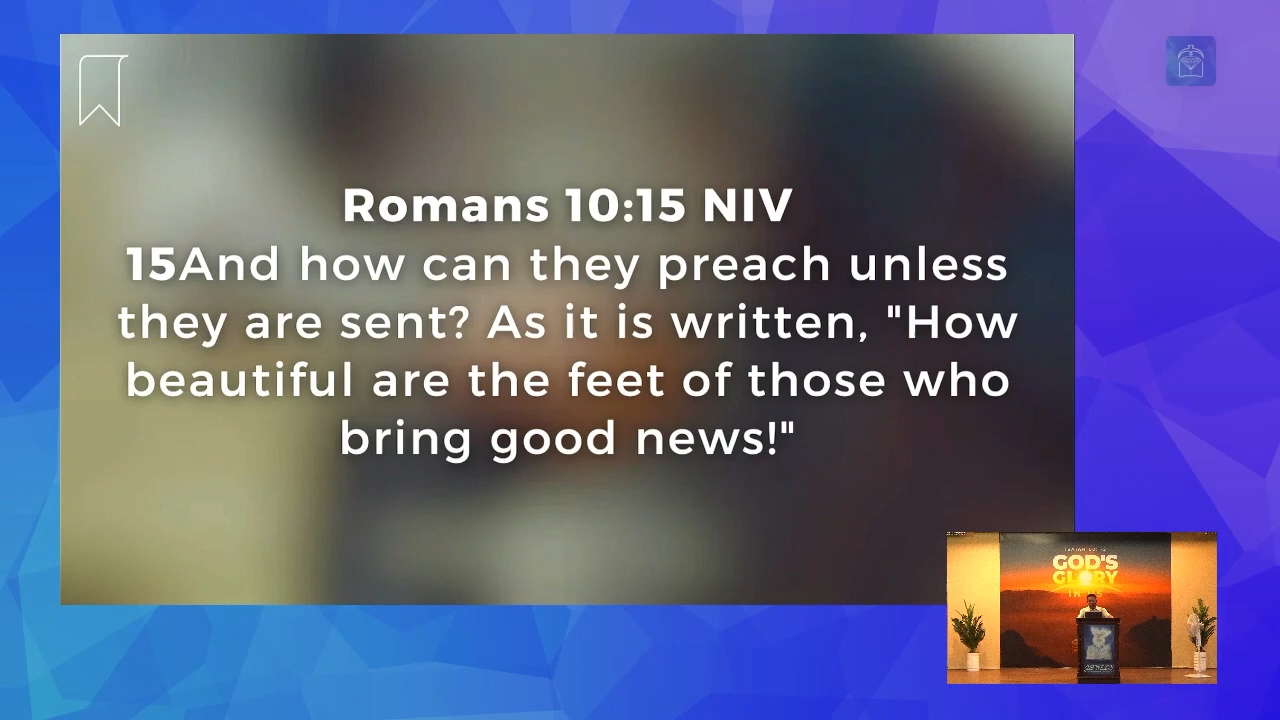 Romans 10:15 NIV
15And how can they preach unless
they are sent? As it is written, "How
beautiful are the feet of those who
bring good news!"
GOD'S
GLORY